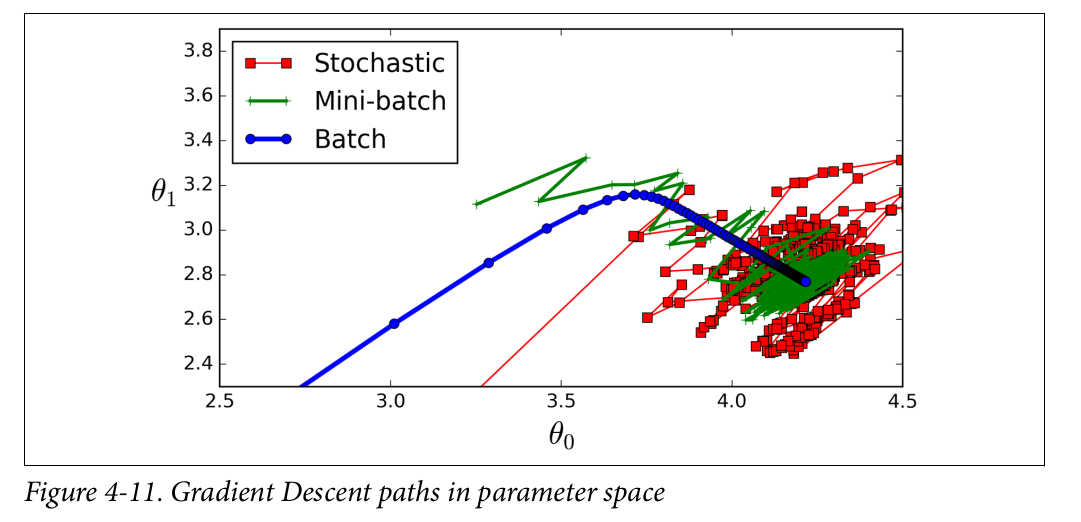 3.8
3.6
3.4
3.2
3.0
2.8
2.6
2.4
θ1
Stochastic
Mini-batch
Batch
2.5 3.0 3.5 4.0 4.5
θ0
Figure 4-11. Gradient Descent paths in parameter space